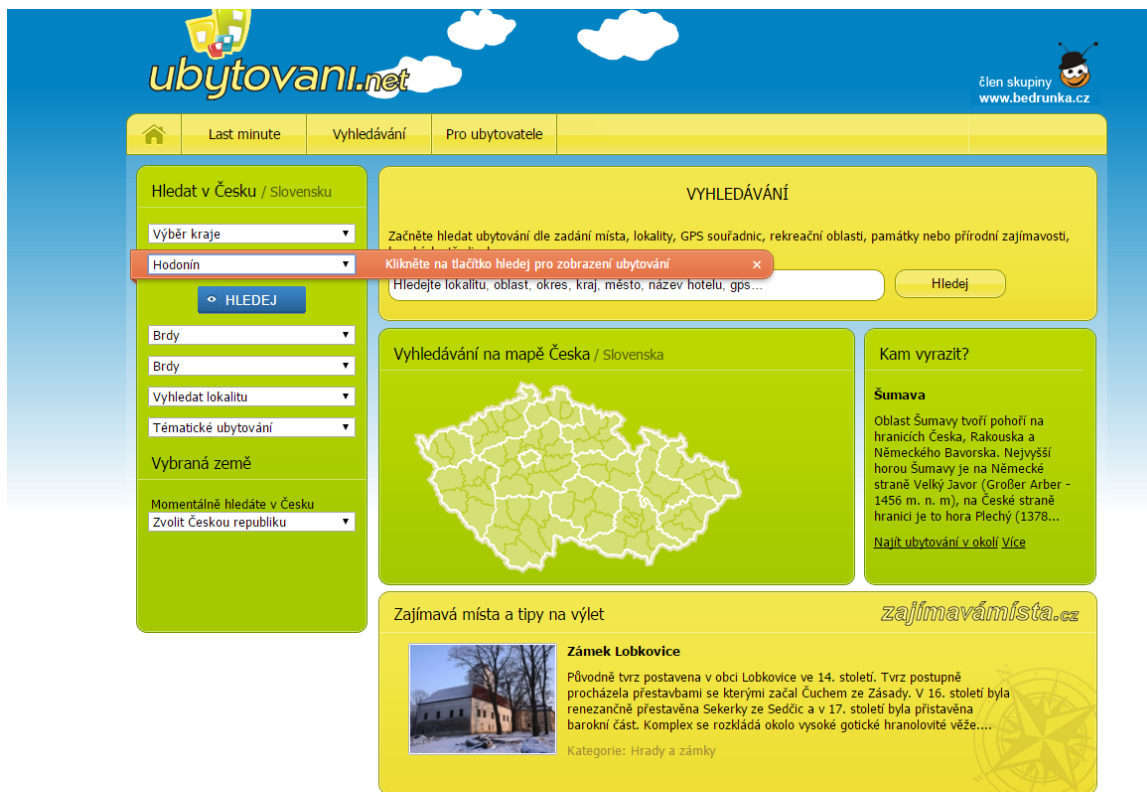 ubytovani.net
člen skupiny
www.bedrunka.cz
Last minute
Vyhledávání
Pro ubytovatele
Hledat v Česku / Slovensku
Výběr kraje
Hodonín
HLEDEJ
Brdy
Brdy
Vyhledat lokalitu
Tématické ubytování
Vybraná země
Momentálně hledáte v Česku
Zvolit Českou republiku
VYHLEDÁVÁNÍ
Začněte hledat ubytování dle zadání místa, lokality, GPS souřadnic, rekreační oblasti, památky nebo přírodní zajímavosti,
Klikněte na tlačítko hledej pro zobrazení ubytování ×
Hledejte lokalitu, oblast, okres, kraj, město, název hotelu, gps...
Hledej
Vyhledávání na mapě Česka / Slovenska
Kam vyrazit?
Šumava
Oblast Šumavy tvoří pohoří na
hranicích Česka, Rakouska a
Německého Bavorska. Nejvyšší
horou Šumavy je na Německé
straně Velký Javor (Großer Arber -
1456 m. n. m), na České straně
hranici je to hora Plechý (1378...
Najít ubytování v okolí Více
Zajímavá místa a tipy na výlet
zajímavámísta.cz
Zámek Lobkovice
Původně tvrz postavena v obci Lobkovice ve 14. století. Tvrz postupně
procházela přestavbami se kterými začal Čuchem ze Zásady. V 16. století byla
renezančně přestavěna Sekerky ze Sedčic a v 17. století byla přistavěna
barokní část. Komplex se rozkládá okolo vysoké gotické hranolovité věže....
Kategorie: Hrady a zámky